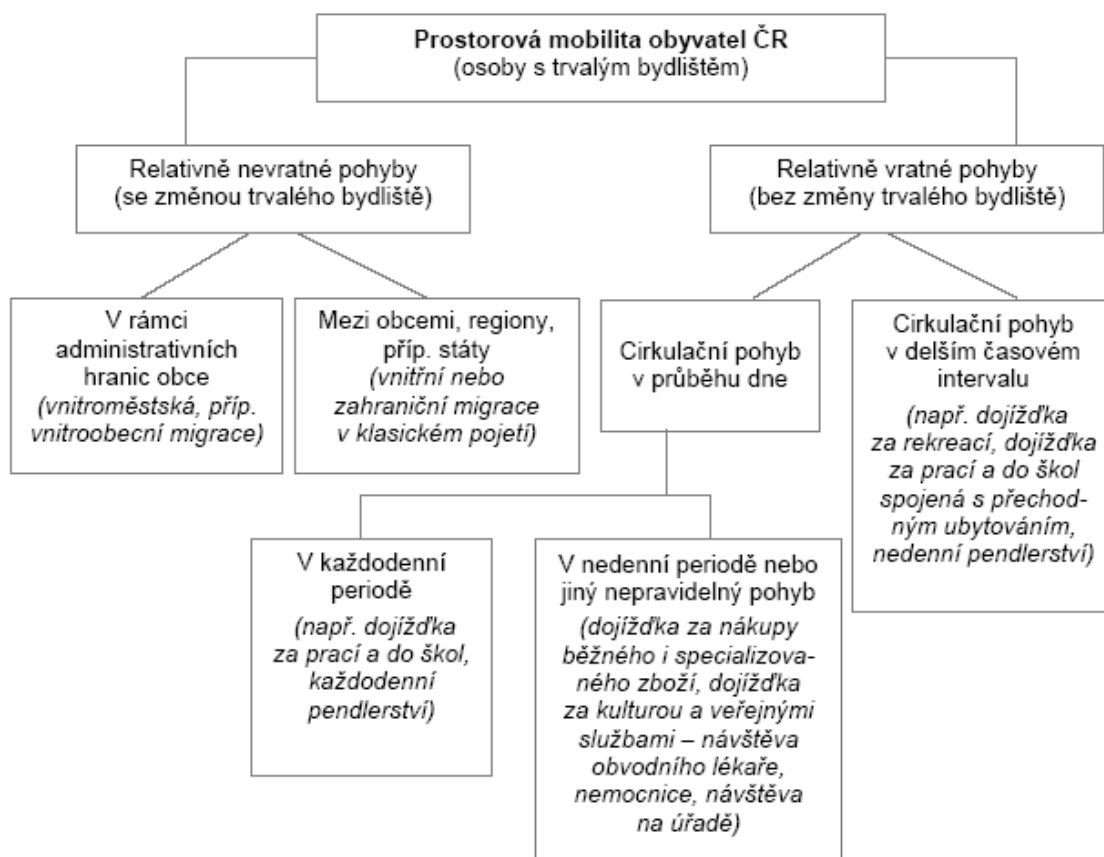 Prostorová mobilita obyvatel ČR
(osoby s trvalým bydlištěm)
Relativně nevratné pohyby
(se změnou trvalého bydliště)
Relativně vratné pohyby
(bez změny trvalého bydliště)
V rámci
administrativních
hranic obce
(vnitroměstská, příp.
vnitroobecní migrace)
Mezi obcemi, regiony,
příp. státy
(vnitřní nebo
zahraniční migrace
v klasickém pojetí)
Cirkulační pohyb
v průběhu dne
Cirkulační pohyb
v delším časovém
intervalu
(např. dojížďka
za rekreací, dojížďka
za prací a do škol
spojená s přechod-
ným ubytováním,
nedenní pendlerství)
V každodenní
periodě
(např. dojížďka
za prací a do škol,
každodenní
pendlerství)
V nedenní periodě nebo
jiný nepravidelný pohyb
(dojížďka za nákupy
běžného i specializova-
ného zboží, dojížďka
za kulturou a veřejnými
službami – návštěva
obvodního lékaře,
nemocnice, návštěva
na úřadě)